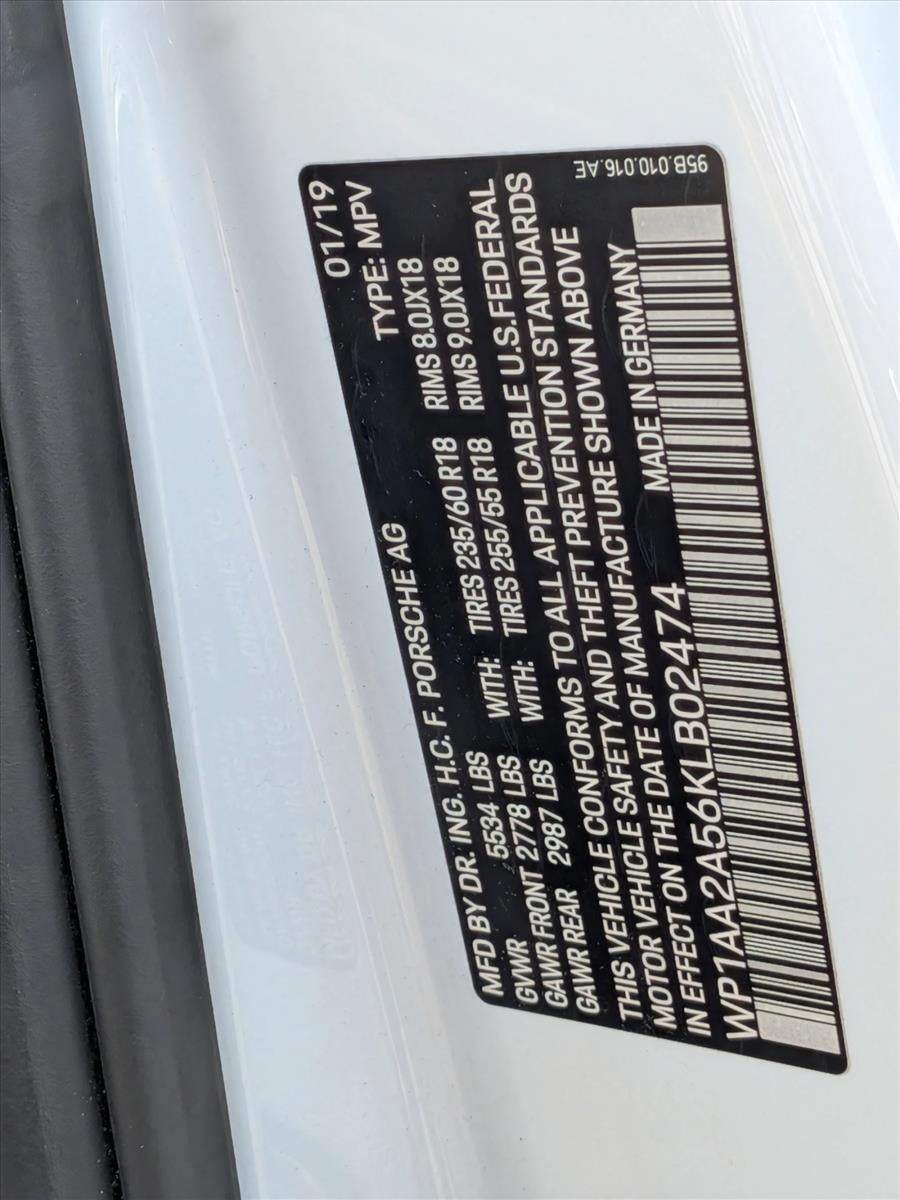 01/19
MFD BY DR. ING. H.C. F. PORSCHE AG TYPE: MPV
GVWR 5534 LBS WITH: TIRES 235/60 R18 RIMS 8.0JX18
GAWR FRONT 2778 LBS WITH: TIRES 255/55 R18 RIMS 9.0JX18
GAWR REAR 2987 LBS
THIS VEHICLE CONFORMS TO ALL APPLICABLE U.S.FEDERAL
MOTOR VEHICLE SAFETY AND THEFT PREVENTION STANDARDS
IN EFFECT ON THE DATE OF MANUFACTURE SHOWN ABOVE
WP1AA2A56KLB02474 MADE IN GERMANY
95B.010.016.AE